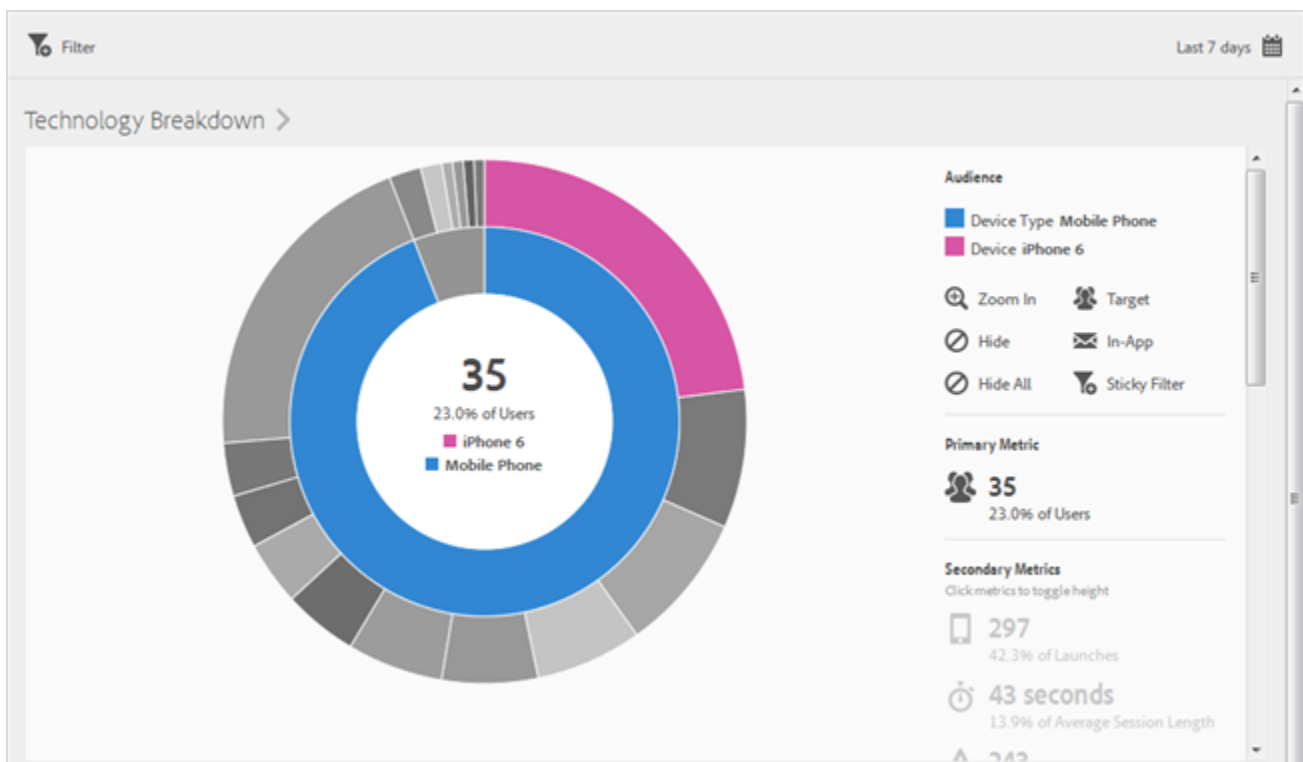 Filter
Last 7 days
Technology Breakdown
35
23.0% of Users
iPhone 6
Mobile Phone
Audience
Device Type Mobile Phone
Device iPhone 6
Zoom In
Target
Hide
In-App
Hide All
Sticky Filter
Primary Metric
35
23.0% of Users
Secondary Metrics
Click metrics to toggle height
297
42.3% of Launches
43 seconds
13.9% of Average Session Length